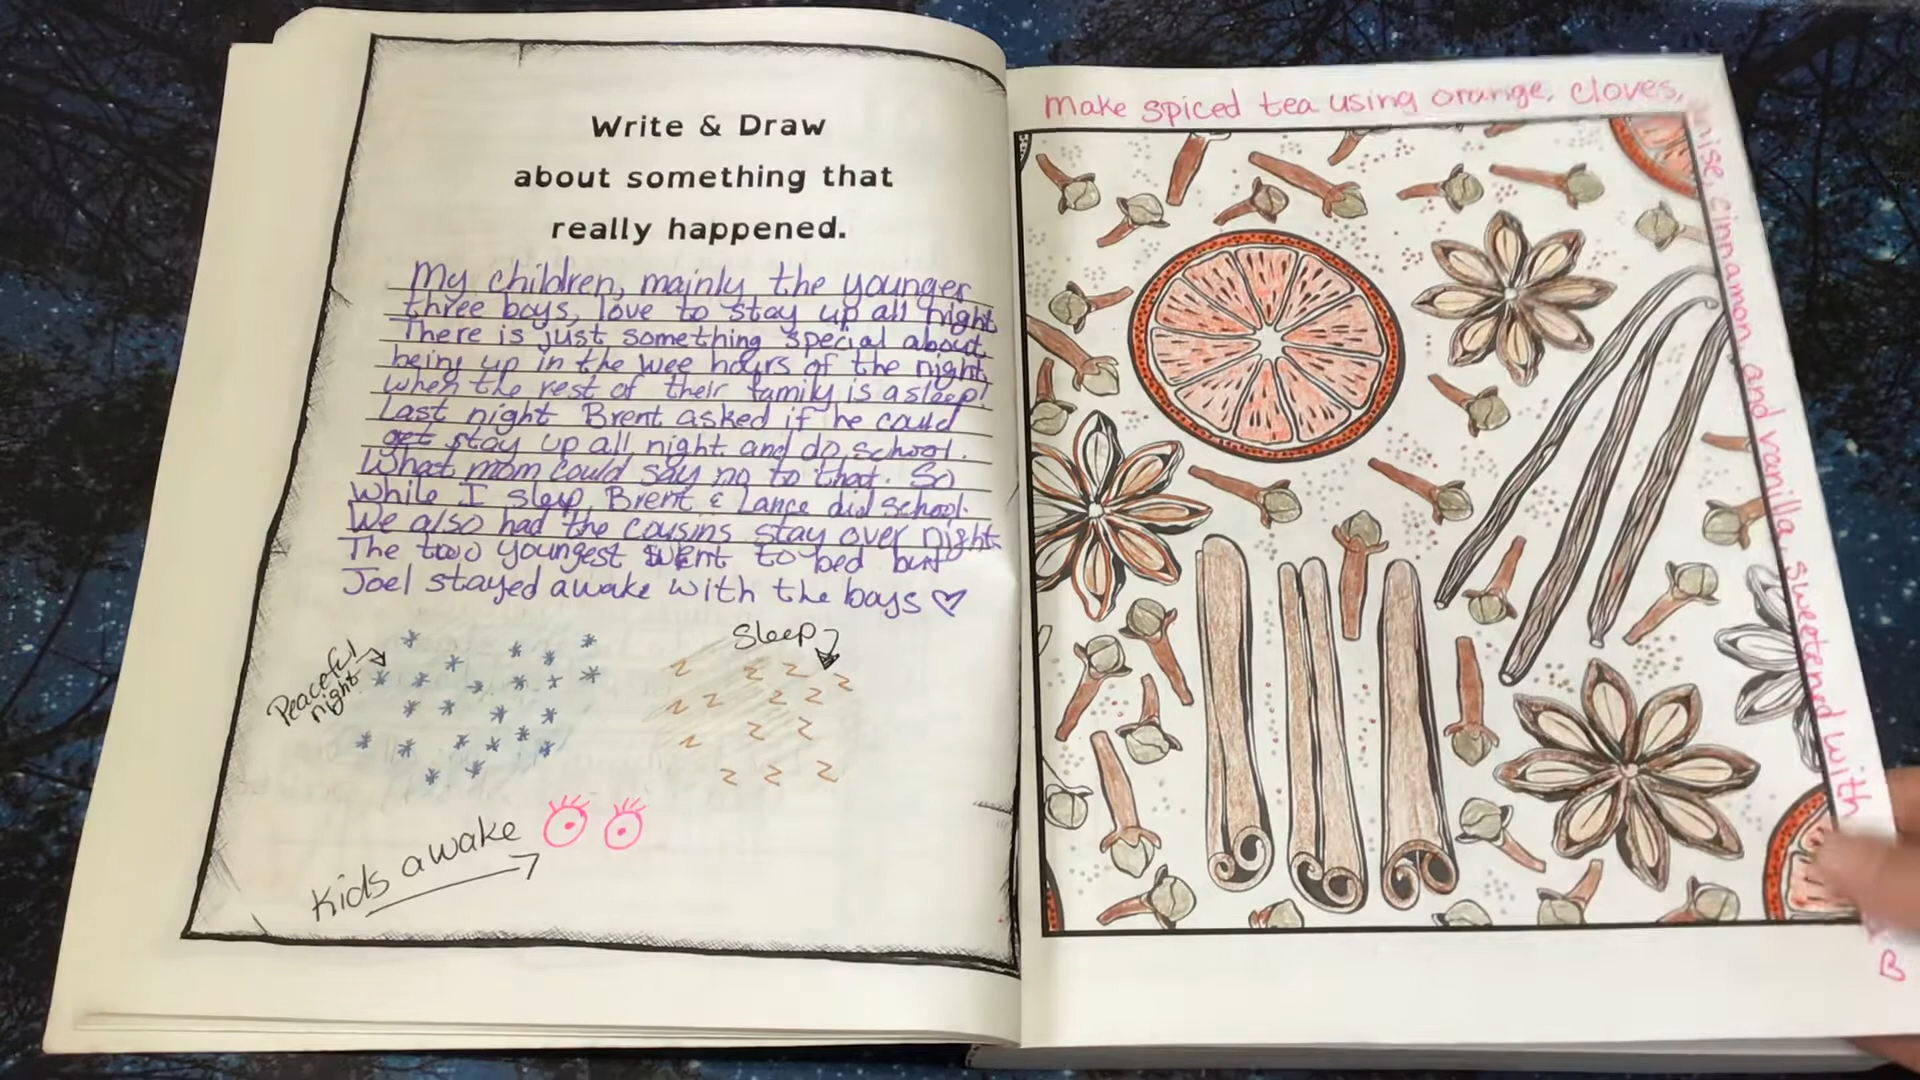 Write & Draw
about something that
really happened.
My children, mainly the younger
three boys, love to stay up all night
There is just something special about
being up in the wee hours of the night,
when the rest of their family is asleep!
Last night Brent asked if he could
get stay up all night and do school.
What mom could say no to that. So
while I slep Brent & Lance did school.
We also had the cousins stay over night.
The two youngest went to bed but
Joel stayed awake with the boys ♡
Peaceful
night
Sleep
z z z z
z z z z
z z z
z z z
Kids awake
Make spiced tea using orange, cloves,
anise, cinnamon and vanilla, sweetened with
B